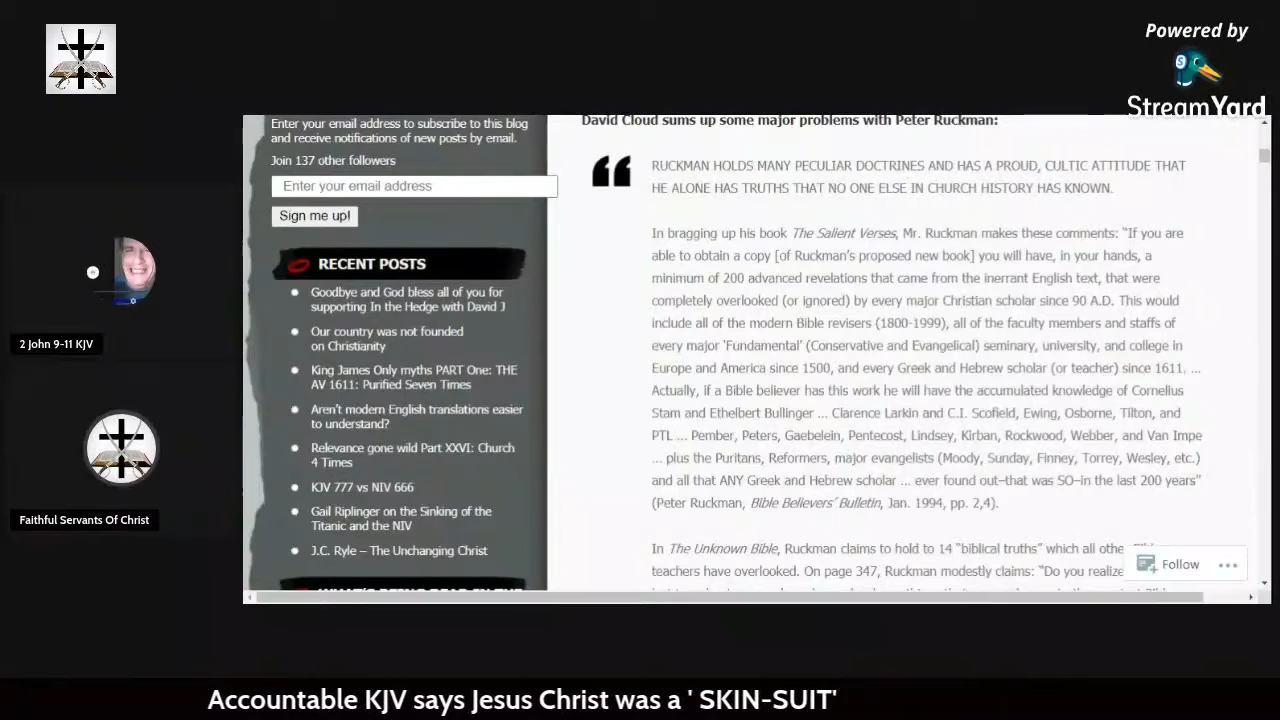 Powered by
StreamYard
Enter your email address to subscribe to this blog
and receive notifications of new posts by email.
Join 137 other followers
Enter your email address
Sign me up!
RECENT POSTS
Goodbye and God bless all of you for
supporting In the Hedge with David J
Our country was not founded
on Christianity
King James Only myths PART One: THE
AV 1611: Purified Seven Times
Aren't modern English translations easier
to understand?
Relevance gone wild Part XXVI: Church
4 Times
KJV 777 vs NIV 666
Gail Riplinger on the Sinking of the
Titanic and the NIV
J.C. Ryle – The Unchanging Christ
David Cloud sums up some major problems with Peter Ruckman:
RUCKMAN HOLDS MANY PECULIAR DOCTRINES AND HAS A PROUD, CULTIC ATTITUDE THAT
HE ALONE HAS TRUTHS THAT NO ONE ELSE IN CHURCH HISTORY HAS KNOWN.
In bragging up his book The Salient Verses, Mr. Ruckman makes these comments: "If you are
able to obtain a copy [of Ruckman's proposed new book] you will have, in your hands, a
minimum of 200 advanced revelations that came from the inerrant English text, that were
completely overlooked (or ignored) by every major Christian scholar since 90 A.D. This would
include all of the modern Bible revisers (1800-1999), all of the faculty members and staffs of
every major 'Fundamental' (Conservative and Evangelical) seminary, university, and college in
Europe and America since 1500, and every Greek and Hebrew scholar (or teacher) since 1611. ...
Actually, if a Bible believer has this work he will have the accumulated knowledge of Cornelius
Stam and Ethelbert Bullinger ... Clarence Larkin and C.I. Scofield, Ewing, Osborne, Tilton, and
PTL ... Pember, Peters, Gaebelein, Pentecost, Lindsey, Kirban, Rockwood, Webber, and Van Impe
... plus the Puritans, Reformers, major evangelists (Moody, Sunday, Finney, Torrey, Wesley, etc.)
and all that ANY Greek and Hebrew scholar ... ever found out–that was SO–in the last 200 years"
(Peter Ruckman, Bible Believers' Bulletin, Jan. 1994, pp. 2,4).
In The Unknown Bible, Ruckman claims to hold to 14 "biblical truths" which all
teachers have overlooked. On page 347, Ruckman modestly claims: "Do you realize
Follow
2 John 9-11 KJV
Faithful Servants Of Christ
Accountable KJV says Jesus Christ was a ' SKIN-SUIT'